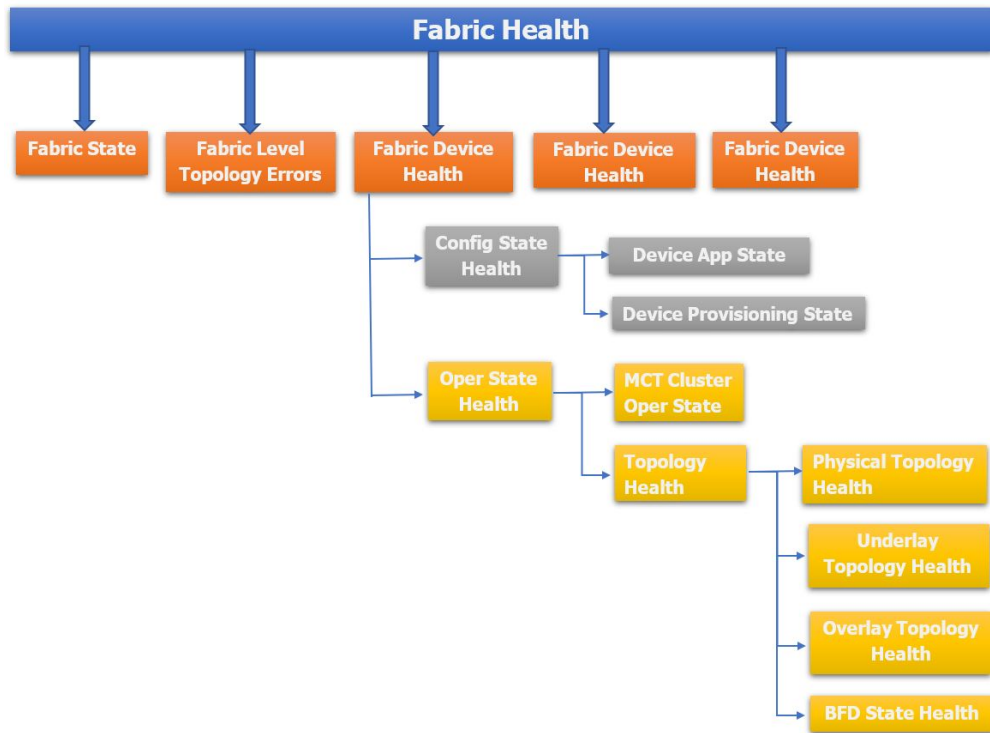 Fabric Health
Fabric State
Fabric Level
Topology Errors
Fabric Device
Health
Fabric Device
Health
Fabric Device
Health
Config State
Health
Device App State
Device Provisioning State
Oper State
Health
MCT Cluster
Oper State
Topology
Health
Physical Topology
Health
Underlay
Topology Health
Overlay Topology
Health
BFD State Health